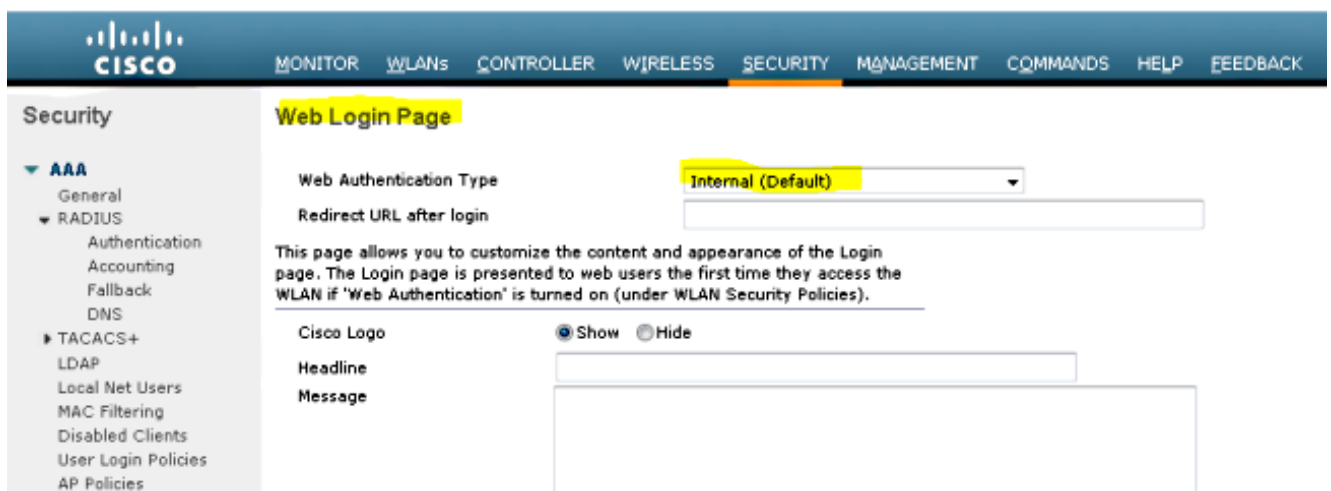 CISCO
MONITOR WLANs CONTROLLER WIRELESS SECURITY MANAGEMENT COMMANDS HELP FEEDBACK
Security
AAA
General
RADIUS
Authentication
Accounting
Fallback
DNS
TACACS+
LDAP
Local Net Users
MAC Filtering
Disabled Clients
User Login Policies
AP Policies
Web Login Page
Web Authentication Type Internal (Default)
Redirect URL after login
This page allows you to customize the content and appearance of the Login
page. The Login page is presented to web users the first time they access the
WLAN if 'Web Authentication' is turned on (under WLAN Security Policies).
Cisco Logo Show Hide
Headline
Message